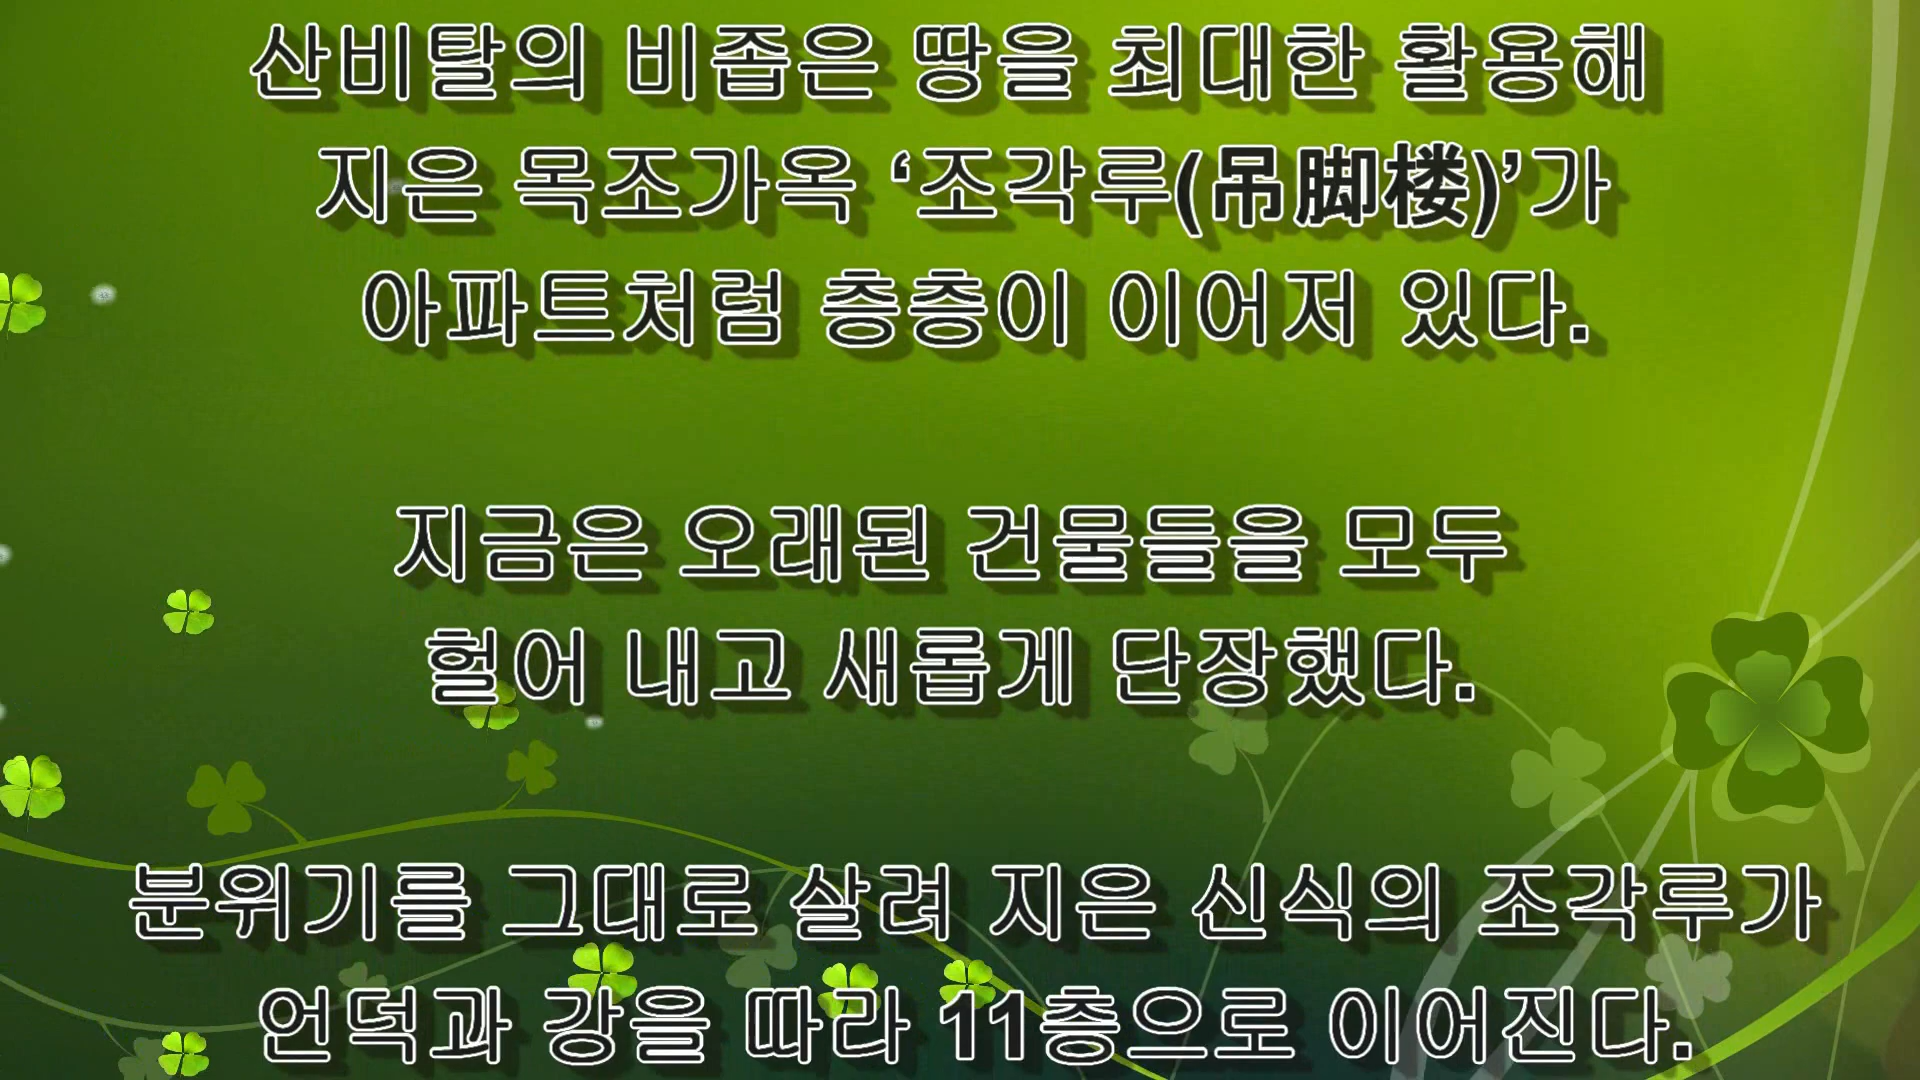 산비탈의 비좁은 땅을 최대한 활용해
지은 목조가옥 ‘조각루(吊脚楼)’가
아파트처럼 층층이 이어저 있다.
지금은 오래된 건물들을 모두
헐어 내고 새롭게 단장했다.
분위기를 그대로 살려 지은 신식의 조각루가
언덕과 강을 따라 11층으로 이어진다.